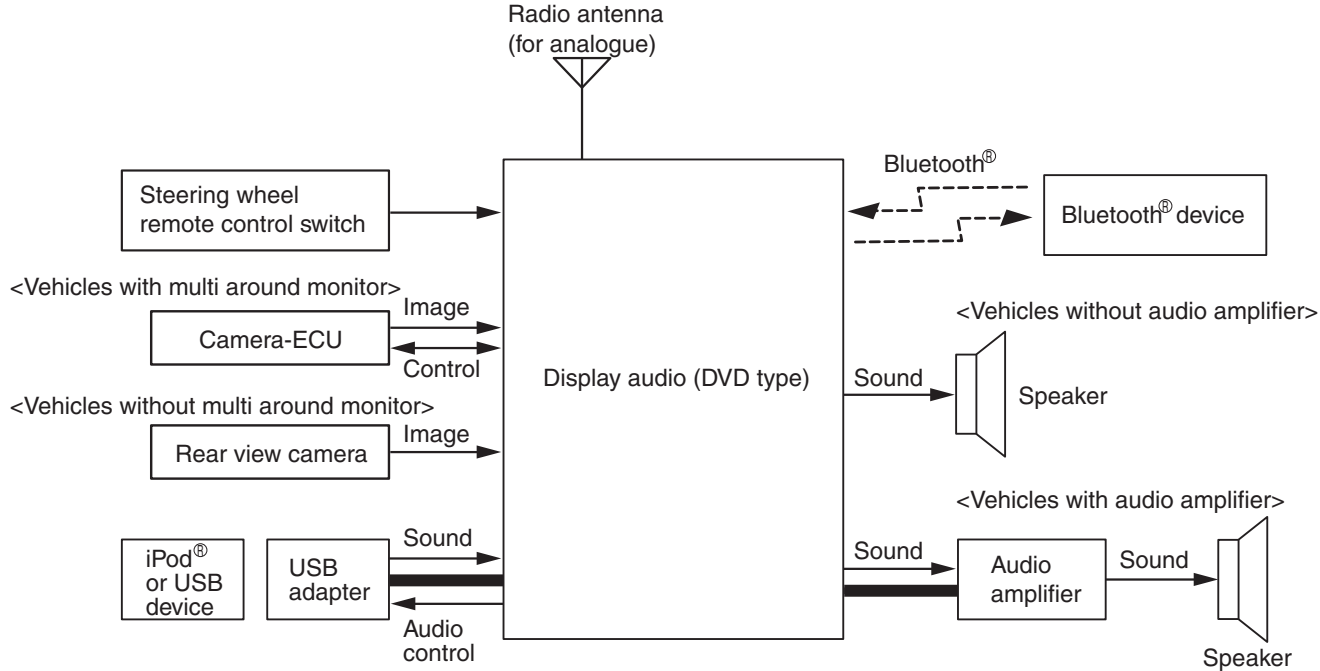 Radio antenna
(for analogue)
Steering wheel
remote control switch
Bluetooth®
Bluetooth® device
<Vehicles with multi around monitor>
Image
Camera-ECU
Control
<Vehicles without audio amplifier>
Display audio (DVD type)
Sound
Speaker
<Vehicles without multi around monitor>
Image
Rear view camera
<Vehicles with audio amplifier>
iPod®
or USB
device
USB
adapter
Sound
Audio
control
Sound
Audio
amplifier
Sound
Speaker